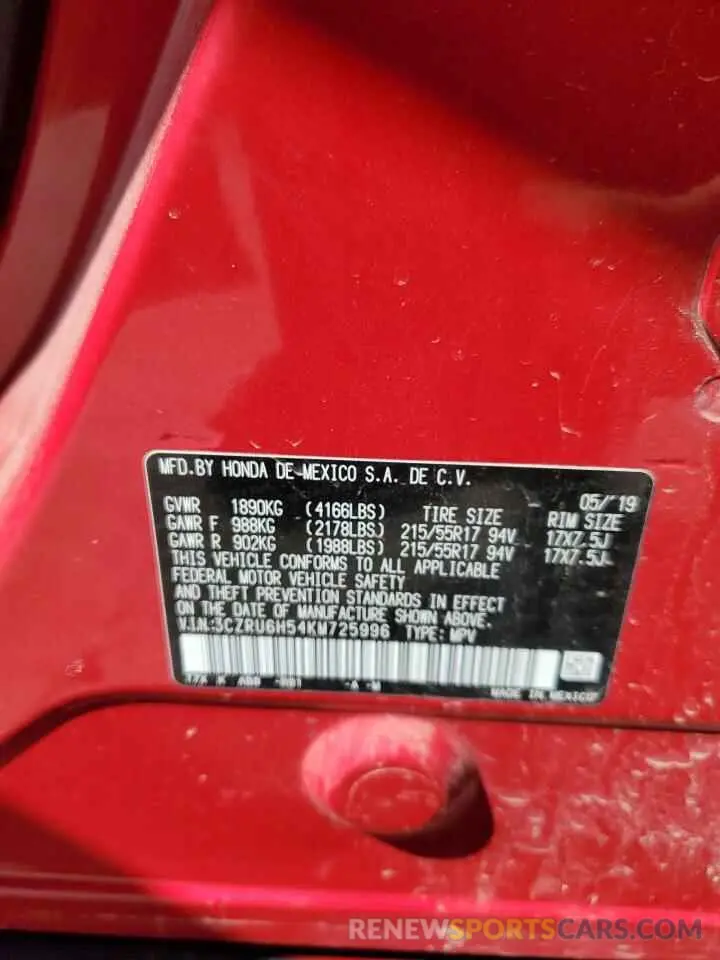 MFD.BY HONDA DE MEXICO S.A. DE C.V.
05/'19
GVWR 1890KG (4166LBS) TIRE SIZE RIM SIZE
GAWR F 988KG (2178LBS) 215/55R17 94V 17X7.5J
GAWR R 902KG (1988LBS) 215/55R17 94V 17X7.5J
THIS VEHICLE CONFORMS TO ALL APPLICABLE
FEDERAL MOTOR VEHICLE SAFETY
AND THEFT PREVENTION STANDARDS IN EFFECT
ON THE DATE OF MANUFACTURE SHOWN ABOVE.
V.I.N.:3CZRU6H54KM725996 TYPE: MPV
MADE IN MEXICO
RENEWSPORTSCARS.COM